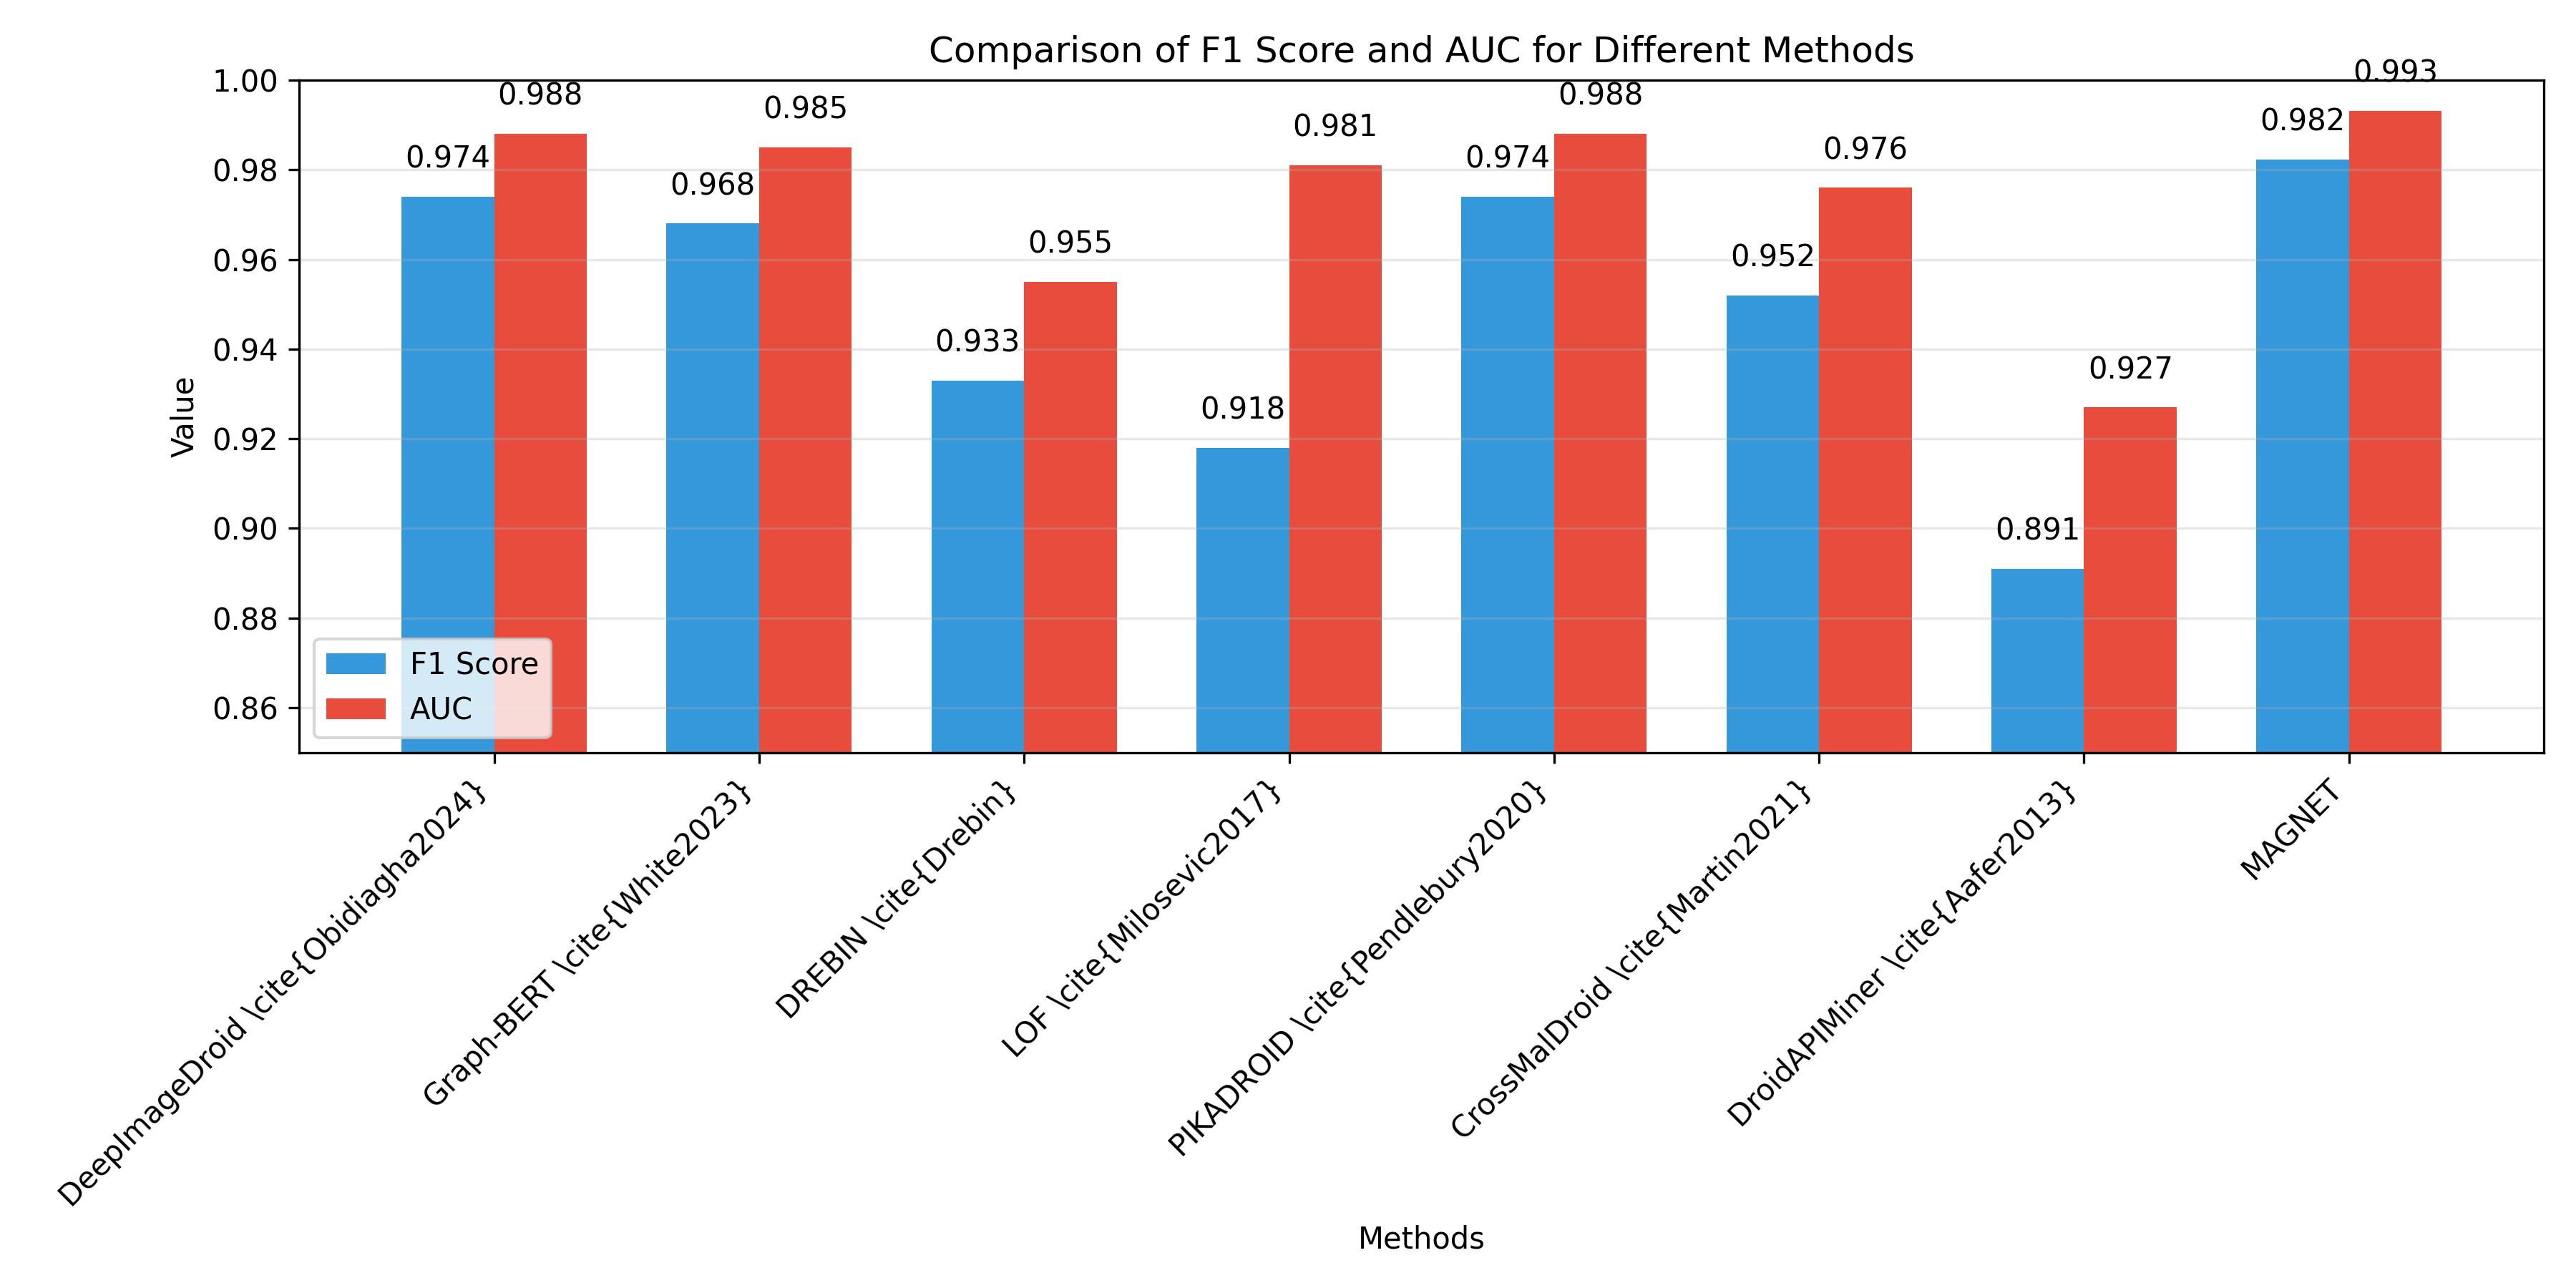 Comparison of F1 Score and AUC for Different Methods
Value
1.00
0.98
0.96
0.94
0.92
0.90
0.88
0.86
0.974
0.988
0.968
0.985
0.933
0.955
0.918
0.981
0.974
0.988
0.952
0.976
0.891
0.927
0.982
0.993
F1 Score
AUC
DeepImageDroid \cite{Obidiagha2024}
Graph-BERT \cite{White2023}
DREBIN \cite{Drebin}
LOF \cite{Milosevic2017}
PIKADROID \cite{Pendlebury2020}
CrossMalDroid \cite{Martin2021}
DroidAPIMiner \cite{Aafer2013}
MAGNET
Methods